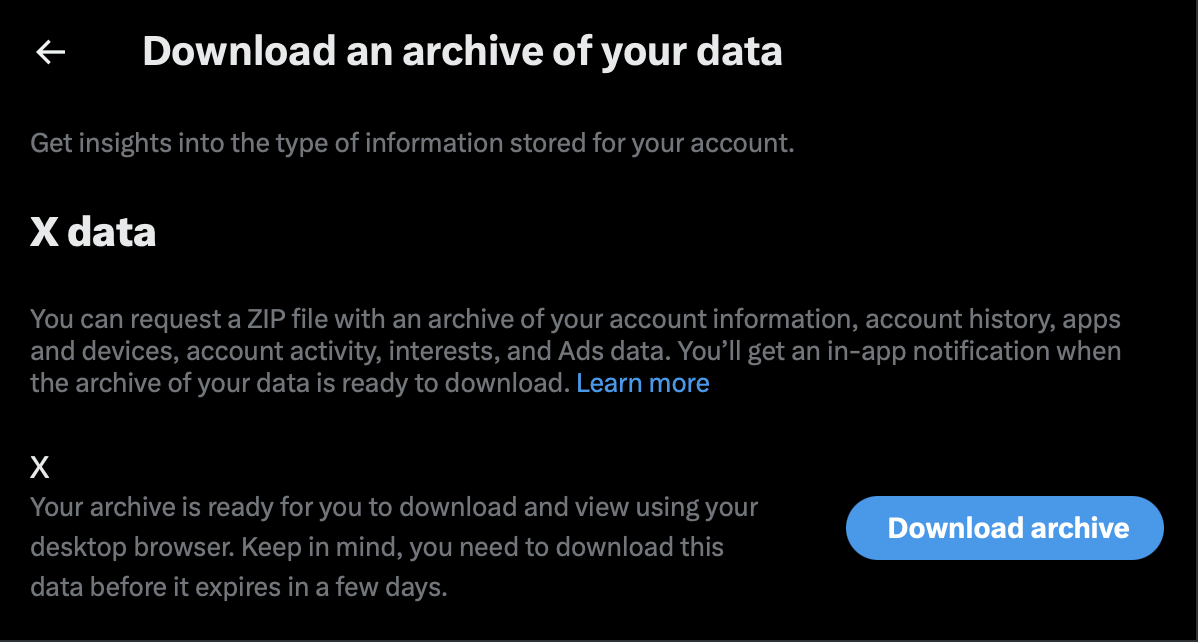 Download an archive of your data
Get insights into the type of information stored for your account.
X data
You can request a ZIP file with an archive of your account information, account history, apps
and devices, account activity, interests, and Ads data. You’ll get an in-app notification when
the archive of your data is ready to download. Learn more
X
Your archive is ready for you to download and view using your
desktop browser. Keep in mind, you need to download this
data before it expires in a few days.
Download archive